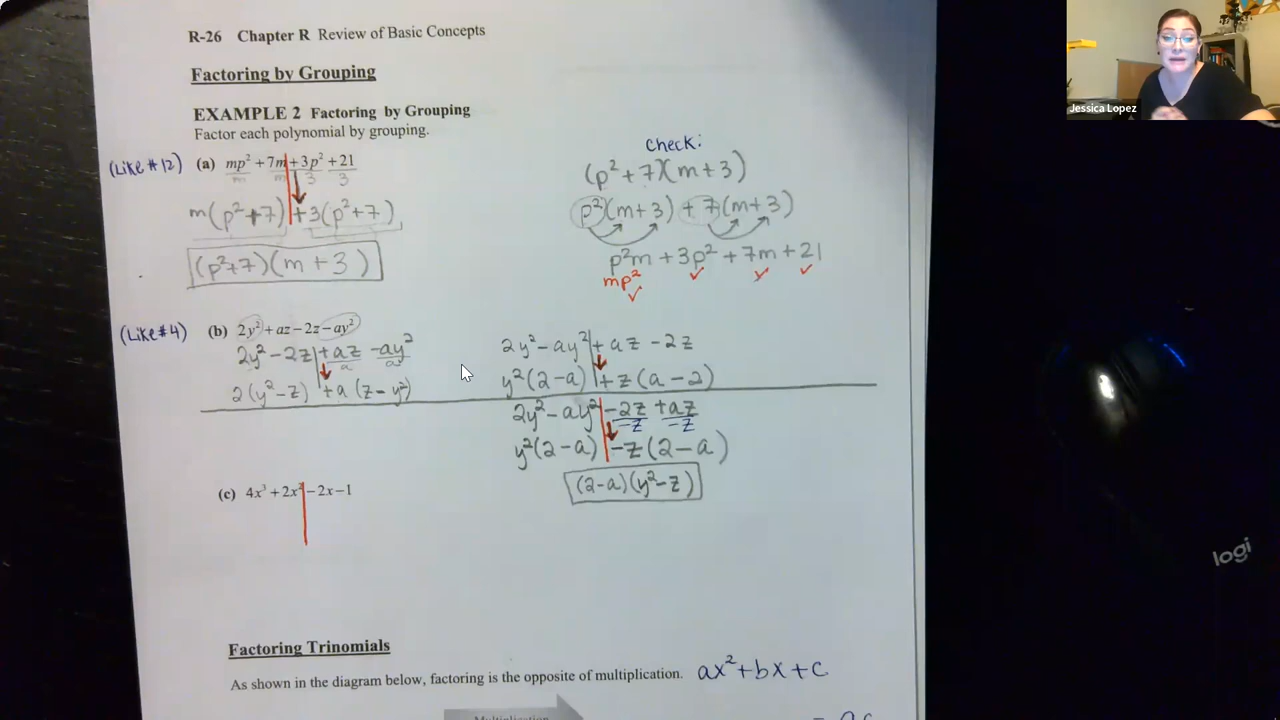 R-26 Chapter R Review of Basic Concepts
Jessica Lopez
Factoring by Grouping
EXAMPLE 2 Factoring by Grouping
Factor each polynomial by grouping.
(Like #12) (a) mp² + 7m + 3p² + 21
m m 3 3
m(p²+7) + 3(p²+7)
(p²+7)(m + 3)
Check:
(p²+7)(m+3)
p²(m+3) + 7(m+3)
p²m + 3p² + 7m + 21
mp²
(Like #4) (b) 2y² + az − 2z − ay²
2y² − 2z + az − ay²
a a
2(y²−z) + a(z−y²)
2y² − ay² + az − 2z
y²(2−a) + z(a−2)
2y² − ay² − 2z + az
−z −z
y²(2−a) − z(2−a)
(2−a)(y²−z)
(c) 4x³ + 2x² − 2x − 1
logi
Factoring Trinomials
As shown in the diagram below, factoring is the opposite of multiplication. ax²+bx+c
Multiplication